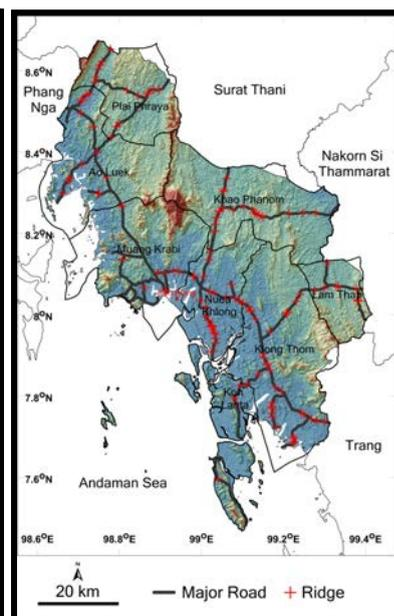 8.6°N
Surat Thani
Phang
Nga
Plai Phraya
8.4°N
Nakorn Si
Thammarat
Ao Luek
Khao Phanom
8.2°N
Muang Krabi
Nuea
Khlong
Lam Thap
8°N
Klong Thom
7.8°N
Koh
Lanta
Trang
Andaman Sea
7.6°N
98.6°E 98.8°E 99°E 99.2°E 99.4°E
N
20 km
Major Road
Ridge